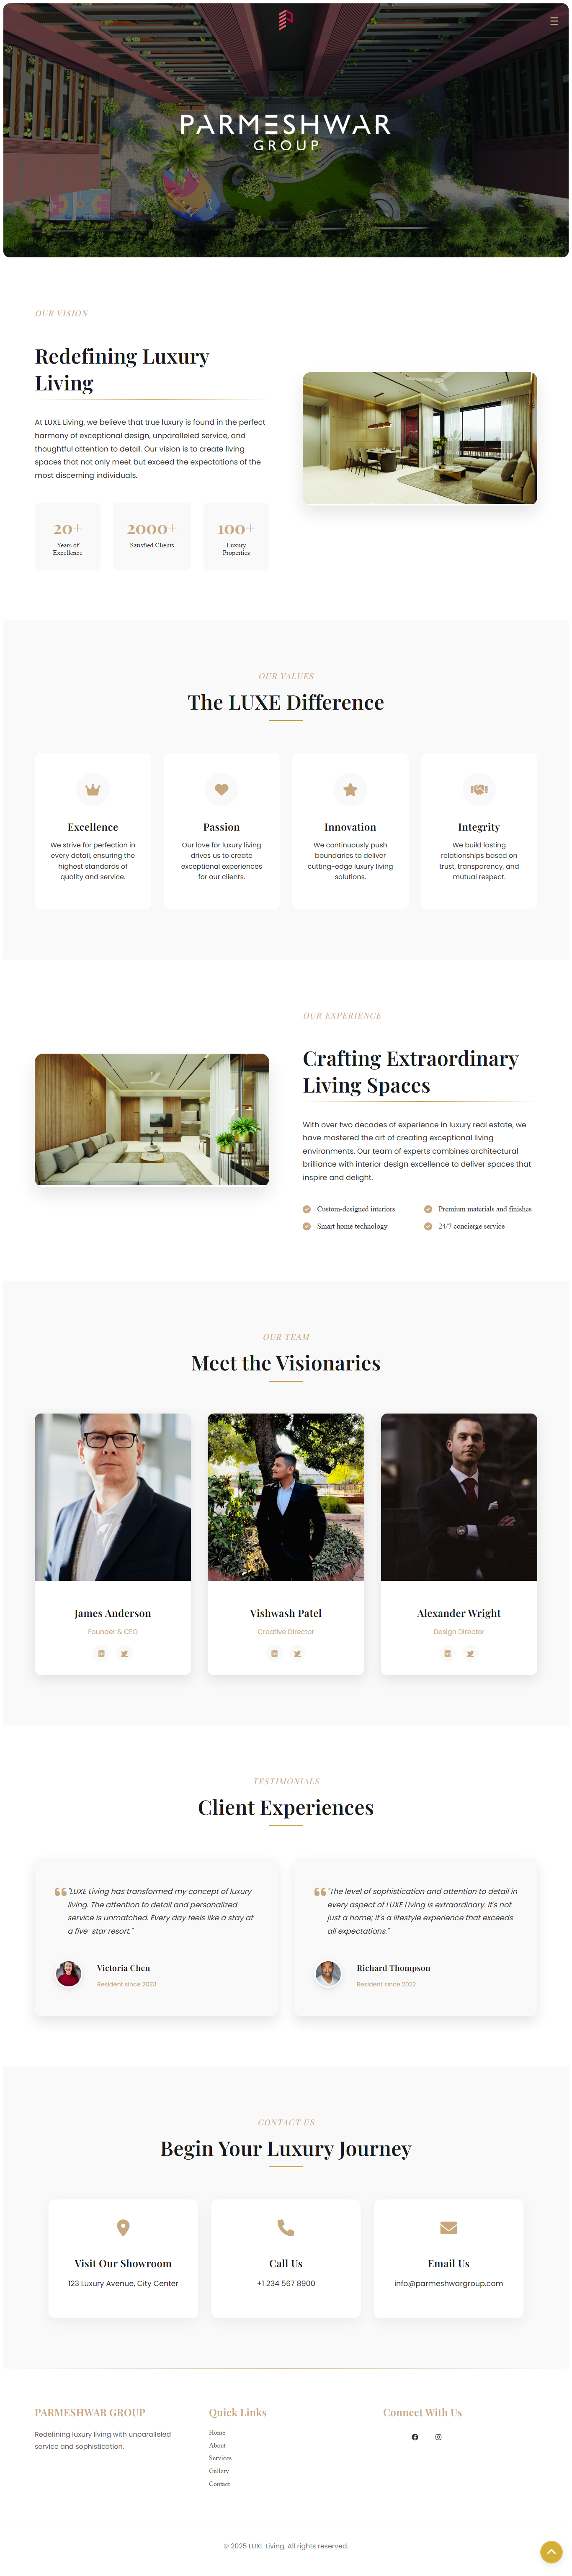 PARMESHWAR
GROUP
OUR VISION
Redefining Luxury
Living
At LUXE Living, we believe that true luxury is found in the perfect
harmony of exceptional design, unparalleled service, and
thoughtful attention to detail. Our vision is to create living
spaces that not only meet but exceed the expectations of the
most discerning individuals.
20+
Years of
Excellence
2000+
Satisfied Clients
100+
Luxury
Properties
OUR VALUES
The LUXE Difference
Excellence
We strive for perfection in
every detail, ensuring the
highest standards of
quality and service.
Passion
Our love for luxury living
drives us to create
exceptional experiences
for our clients.
Innovation
We continuously push
boundaries to deliver
cutting-edge luxury living
solutions.
Integrity
We build lasting
relationships based on
trust, transparency, and
mutual respect.
OUR EXPERIENCE
Crafting Extraordinary
Living Spaces
With over two decades of experience in luxury real estate, we
have mastered the art of creating exceptional living
environments. Our team of experts combines architectural
brilliance with interior design excellence to deliver spaces that
inspire and delight.
Custom-designed interiors
Premium materials and finishes
Smart home technology
24/7 concierge service
OUR TEAM
Meet the Visionaries
James Anderson
Founder & CEO
Vishwash Patel
Creative Director
Alexander Wright
Design Director
TESTIMONIALS
Client Experiences
"LUXE Living has transformed my concept of luxury
living. The attention to detail and personalized
service is unmatched. Every day feels like a stay at
a five-star resort."
Victoria Chen
Resident since 2023
"The level of sophistication and attention to detail in
every aspect of LUXE Living is extraordinary. It's not
just a home; it's a lifestyle experience that exceeds
all expectations."
Richard Thompson
Resident since 2022
CONTACT US
Begin Your Luxury Journey
Visit Our Showroom
123 Luxury Avenue, City Center
Call Us
+1 234 567 8900
Email Us
info@parmeshwargroup.com
PARMESHWAR GROUP
Redefining luxury living with unparalleled
service and sophistication.
Quick Links
Home
About
Services
Gallery
Contact
Connect With Us
© 2025 LUXE Living. All rights reserved.